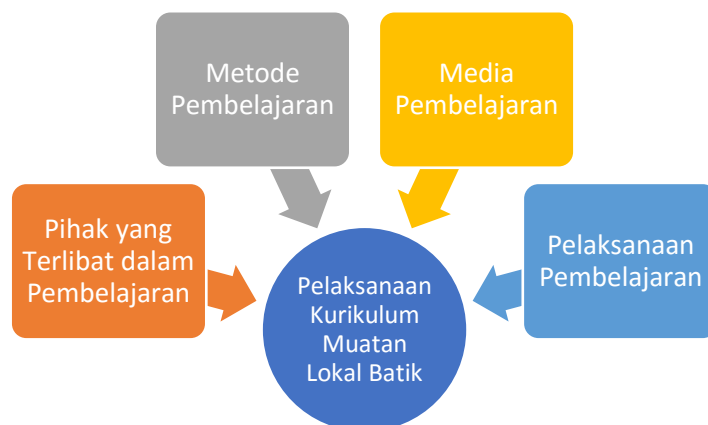 Metode
Pembelajaran
Media
Pembelajaran
Pihak yang
Terlibat dalam
Pembelajaran
Pelaksanaan
Pembelajaran
Pelaksanaan
Kurikulum
Muatan
Lokal Batik